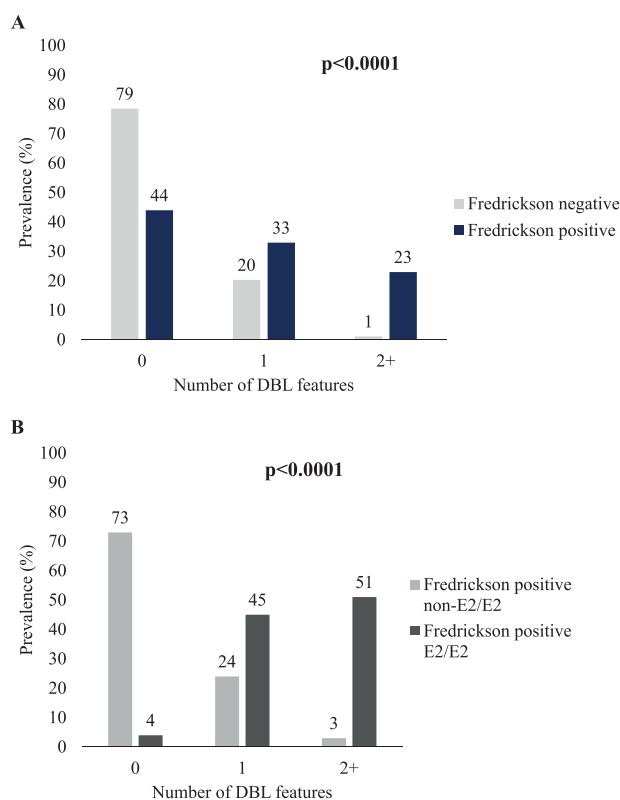 A
100
p<0.0001
90
79
80
70
60
50
44
40
33
30
23
20
20
10
1
0
Prevalence (%)
0
1
2+
Number of DBL features
Fredrickson negative
Fredrickson positive
B
100
p<0.0001
90
80
73
70
60
51
50
45
40
30
24
20
10
4
3
0
Prevalence (%)
0
1
2+
Number of DBL features
Fredrickson positive
non-E2/E2
Fredrickson positive
E2/E2